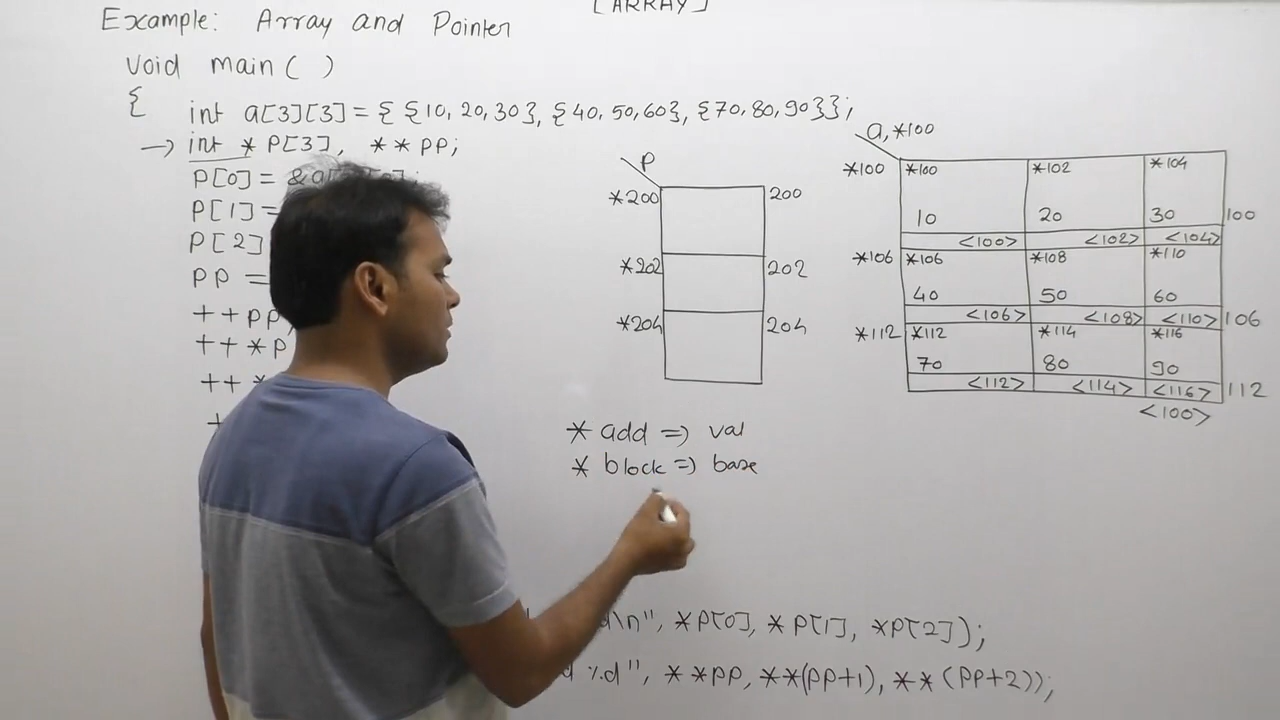 [ARRAY]
Example: Array and Pointer
void main( )
{
int a[3][3] = { {10, 20, 30}, {40, 50, 60}, {70, 80, 90}};
→ int * P[3], * * PP;
P[0] = &a
P[1] =
P[2]
PP =
++PP;
++*P
++*
a, *100
*100 *100 *102 *104
10 20 30 100
<100> <102> <104>
*106 *106 *108 *110
40 50 60
<106> <108> <110> 106
*112 *112 *114 *116
70 80 90
<112> <114> <116> 112
<100>
P
*200 200
*202 202
*204 204
* add => val
* block => base
d\n", *P[0], *P[1], *P[2]);
d %d", **PP, **(PP+1), **(PP+2));